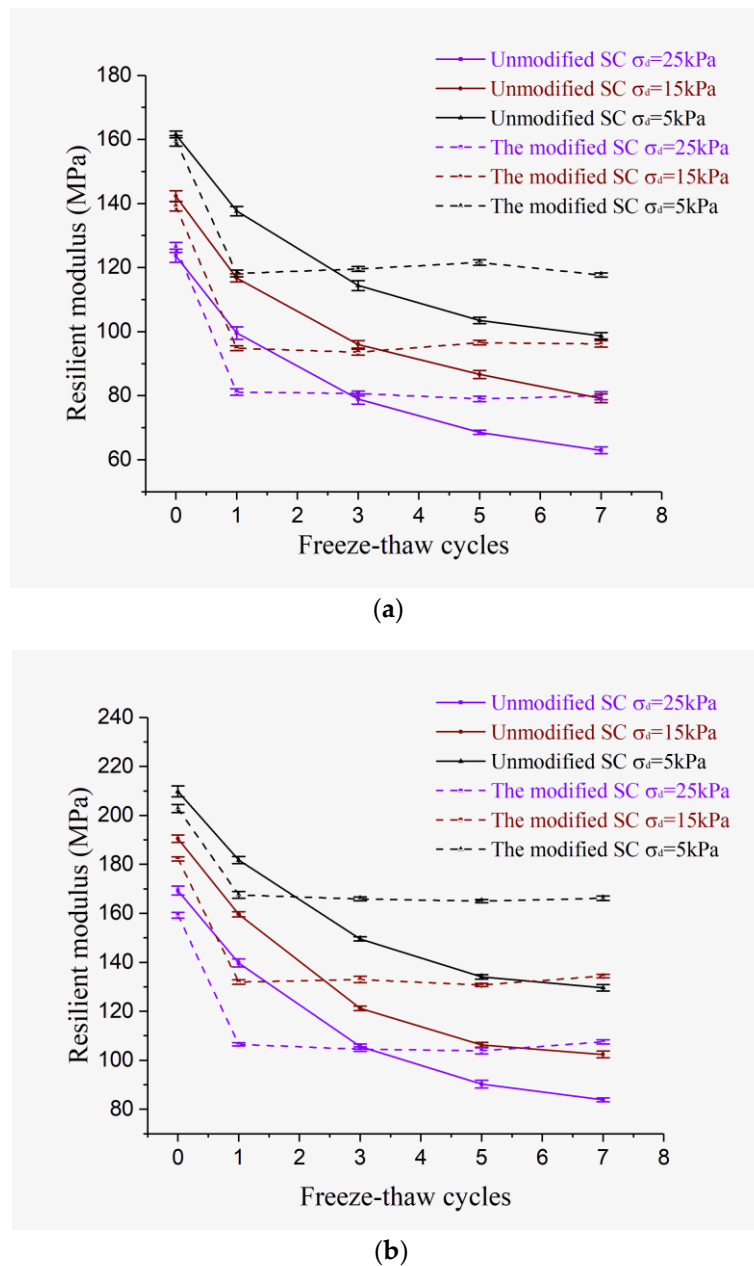 Unmodified SC σd=25kPa
Unmodified SC σd=15kPa
Unmodified SC σd=5kPa
The modified SC σd=25kPa
The modified SC σd=15kPa
The modified SC σd=5kPa
180
160
140
120
100
80
60
Resilient modulus (MPa)
0 1 2 3 4 5 6 7 8
Freeze-thaw cycles
(a)
Unmodified SC σd=25kPa
Unmodified SC σd=15kPa
Unmodified SC σd=5kPa
The modified SC σd=25kPa
The modified SC σd=15kPa
The modified SC σd=5kPa
240
220
200
180
160
140
120
100
80
Resilient modulus (MPa)
0 1 2 3 4 5 6 7 8
Freeze-thaw cycles
(b)